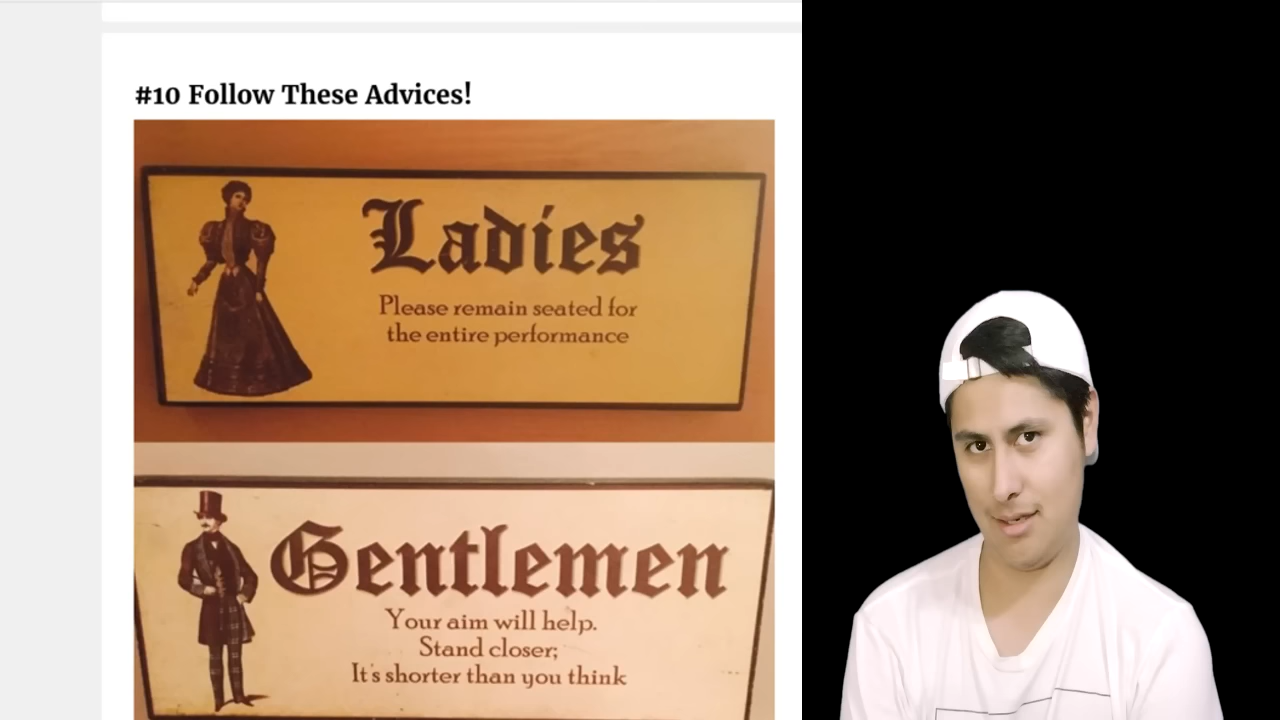 #10 Follow These Advices!
Ladies
Please remain seated for
the entire performance
Gentlemen
Your aim will help.
Stand closer;
It's shorter than you think